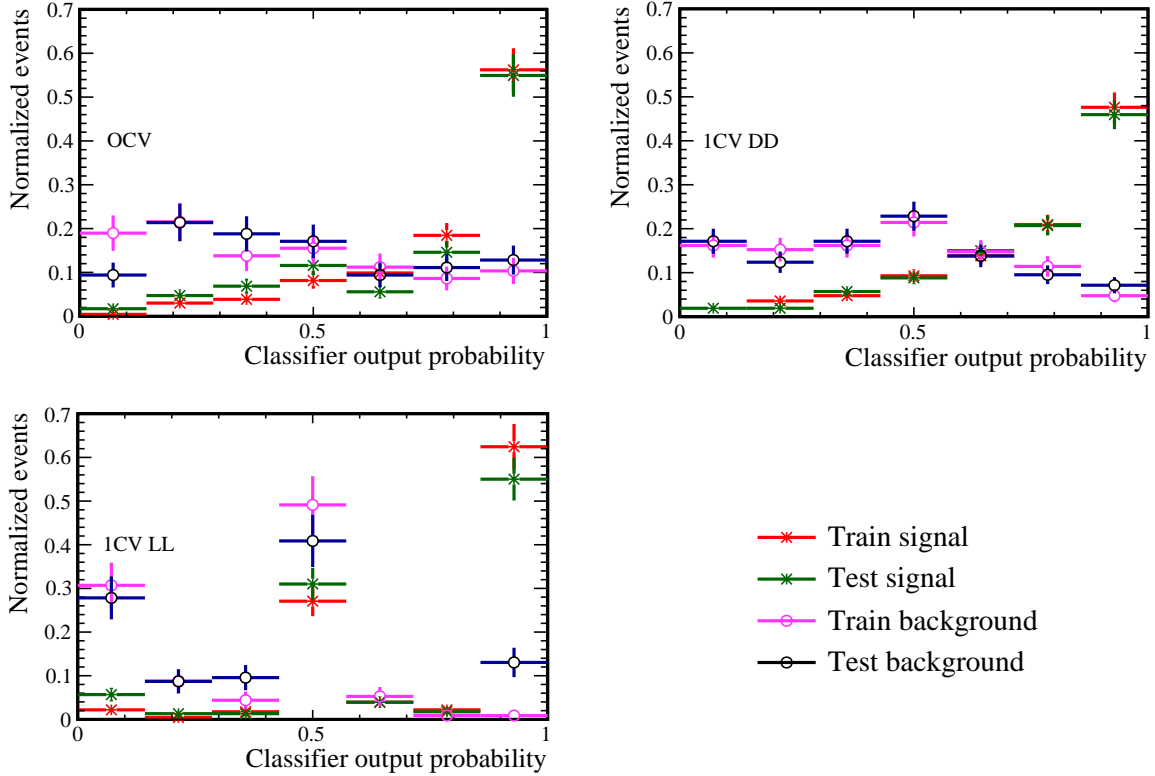 0.7
0.6
0.5
0.4
0.3
0.2
0.1
0
Normalized events
OCV
0 0.5 1
Classifier output probability
0.7
0.6
0.5
0.4
0.3
0.2
0.1
0
Normalized events
1CV DD
0 0.5 1
Classifier output probability
0.7
0.6
0.5
0.4
0.3
0.2
0.1
0
Normalized events
1CV LL
0 0.5 1
Classifier output probability
Train signal
Test signal
Train background
Test background